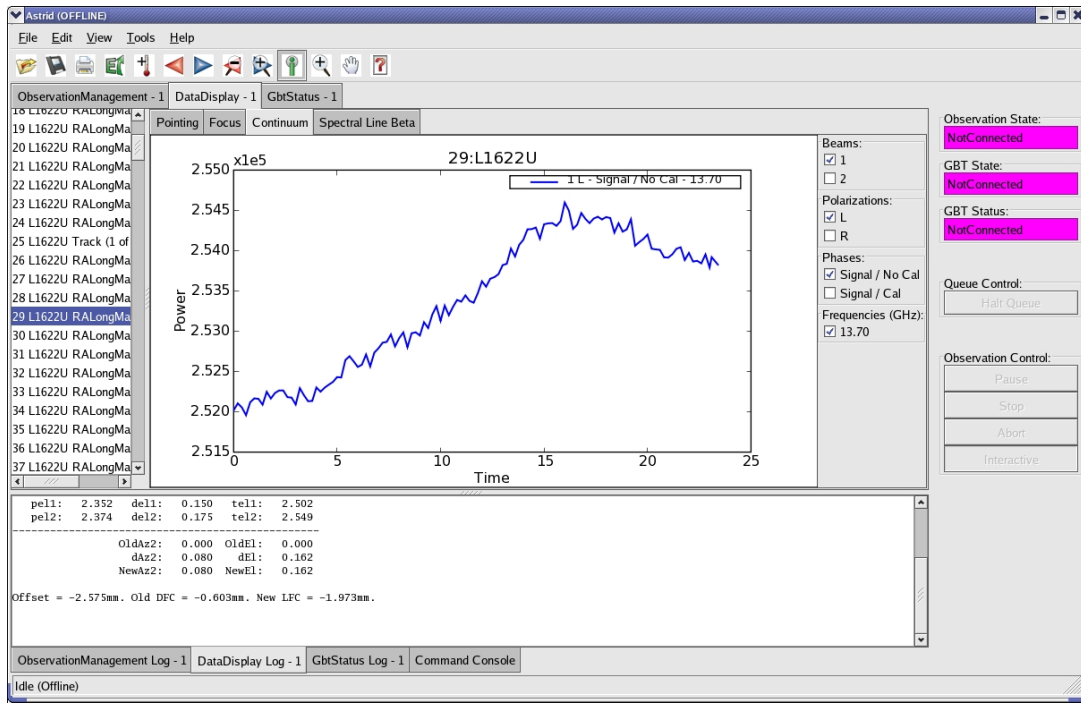 Astrid (OFFLINE)
File Edit View Tools Help
ObservationManagement - 1 DataDisplay - 1 GbtStatus - 1
18 L1622U RALongMa
19 L1622U RALongMa
20 L1622U RALongMa
21 L1622U RALongMa
22 L1622U RALongMa
23 L1622U RALongMa
24 L1622U RALongMa
25 L1622U Track (1 of
26 L1622U RALongMa
27 L1622U RALongMa
28 L1622U RALongMa
29 L1622U RALongMa
30 L1622U RALongMa
31 L1622U RALongMa
32 L1622U RALongMa
33 L1622U RALongMa
34 L1622U RALongMa
35 L1622U RALongMa
36 L1622U RALongMa
37 L1622U RALongMa
Pointing Focus Continuum Spectral Line Beta
29:L1622U
x1e5
1 L - Signal / No Cal - 13.70
2.550
2.545
2.540
2.535
2.530
2.525
2.520
2.515
Power
0 5 10 15 20 25
Time
Beams:
1
2
Polarizations:
L
R
Phases:
Signal / No Cal
Signal / Cal
Frequencies (GHz):
13.70
Observation State:
NotConnected
GBT State:
NotConnected
GBT Status:
NotConnected
Queue Control:
Halt Queue
Observation Control:
Pause
Stop
Abort
Interactive
pel1: 2.352 del1: 0.150 tel1: 2.502
pel2: 2.374 del2: 0.175 tel2: 2.549
--------------------------------------------
OldAz2: 0.000 OldEl: 0.000
dAz2: 0.080 dEl: 0.162
NewAz2: 0.080 NewEl: 0.162
Offset = -2.575mm. Old DFC = -0.603mm. New LFC = -1.973mm.
ObservationManagement Log - 1 DataDisplay Log - 1 GbtStatus Log - 1 Command Console
Idle (Offline)